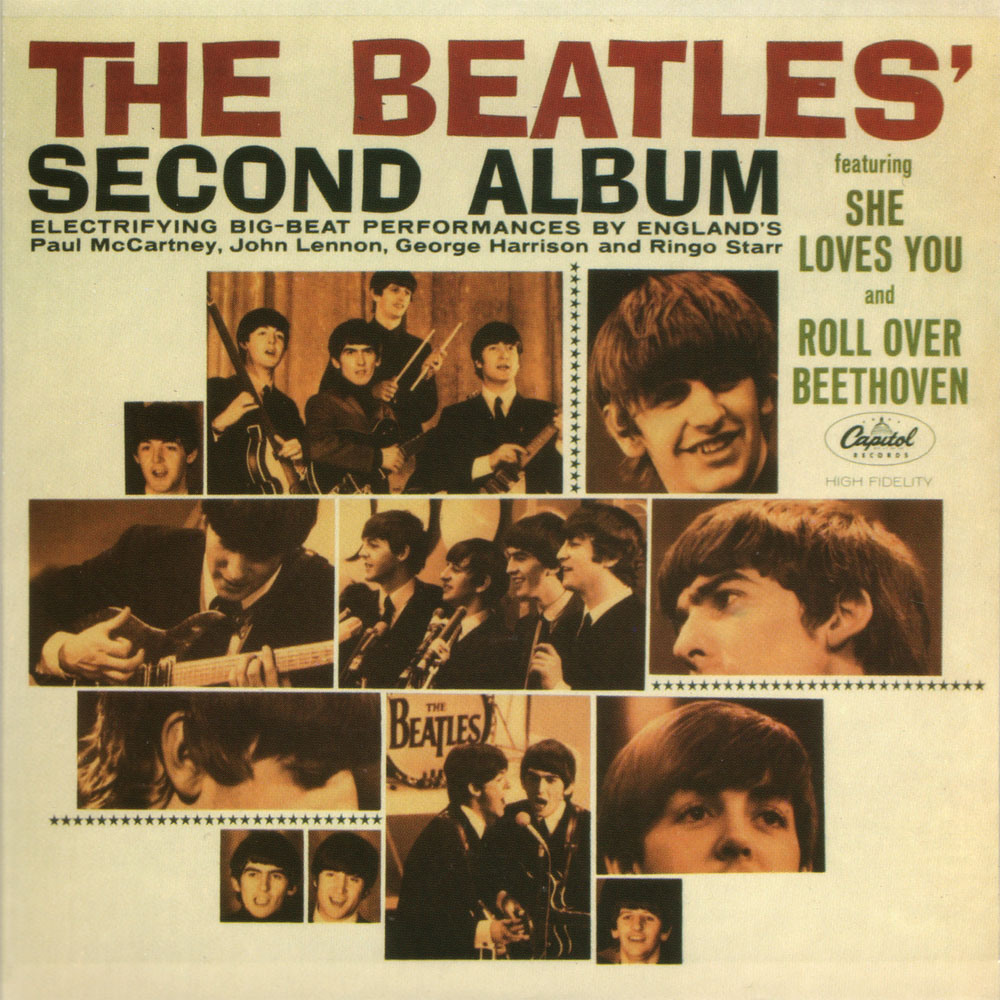 THE BEATLES'
SECOND ALBUM
ELECTRIFYING BIG-BEAT PERFORMANCES BY ENGLAND'S
Paul McCartney, John Lennon, George Harrison and Ringo Starr
featuring
SHE
LOVES YOU
and
ROLL OVER
BEETHOVEN
Capitol
RECORDS
HIGH FIDELITY
THE
BEATLES